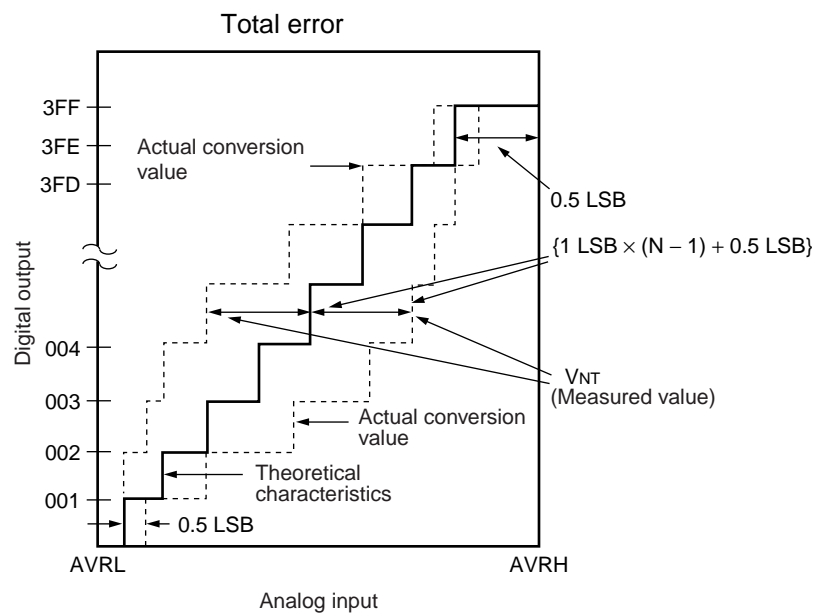 Total error
3FF
3FE
3FD
Actual conversion
value
0.5 LSB
{1 LSB × (N − 1) + 0.5 LSB}
Digital output
004
003
002
001
VNT
(Measured value)
Actual conversion
value
Theoretical
characteristics
0.5 LSB
AVRL
AVRH
Analog input